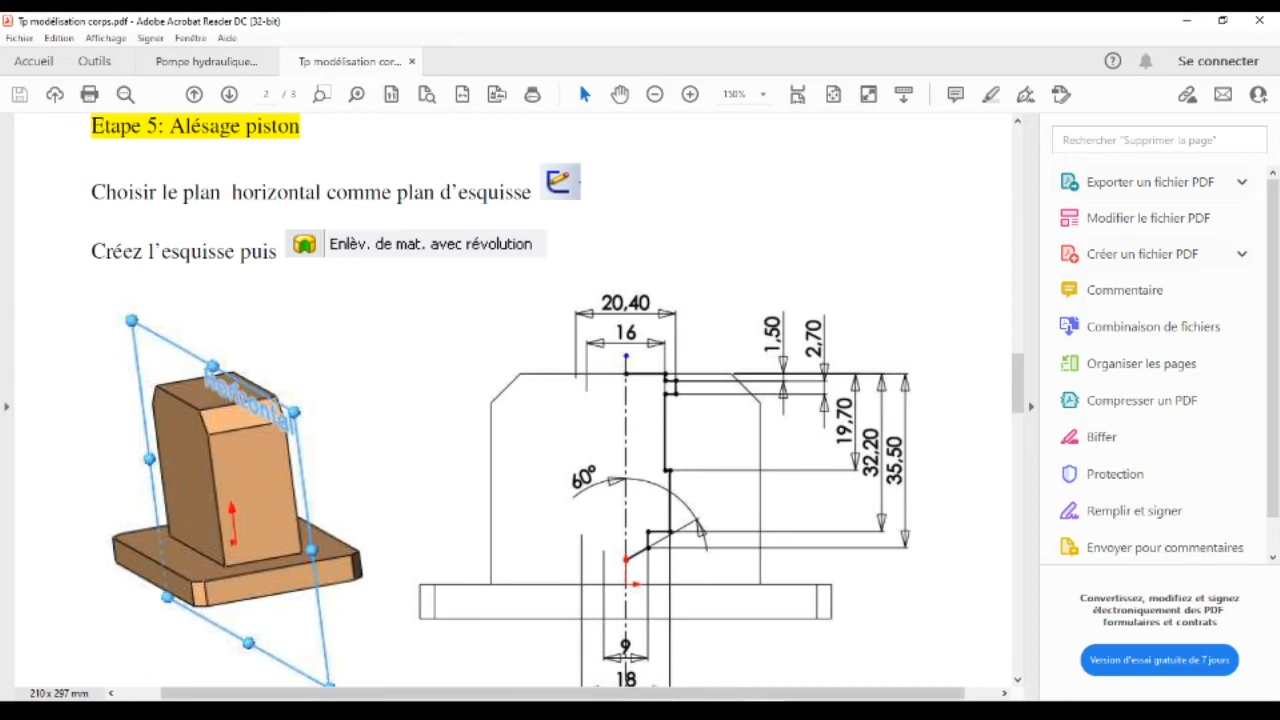 Tp modélisation corps.pdf - Adobe Acrobat Reader DC (32-bit)
Fichier Edition Affichage Signer Fenêtre Aide
Accueil Outils Pompe hydraulique... Tp modélisation cor... × Se connecter
2 / 3 150%
Etape 5: Alésage piston
Choisir le plan horizontal comme plan d'esquisse
Créez l'esquisse puis Enlèv. de mat. avec révolution
Horizontal
20,40
16
1,50
2,70
19,70
32,20
35,50
60°
9
18
210 x 297 mm
Rechercher "Supprimer la page"
Exporter un fichier PDF
Modifier le fichier PDF
Créer un fichier PDF
Commentaire
Combinaison de fichiers
Organiser les pages
Compresser un PDF
Biffer
Protection
Remplir et signer
Envoyer pour commentaires
Convertissez, modifiez et signez
électroniquement des PDF
formulaires et contrats
Version d'essai gratuite de 7 jours